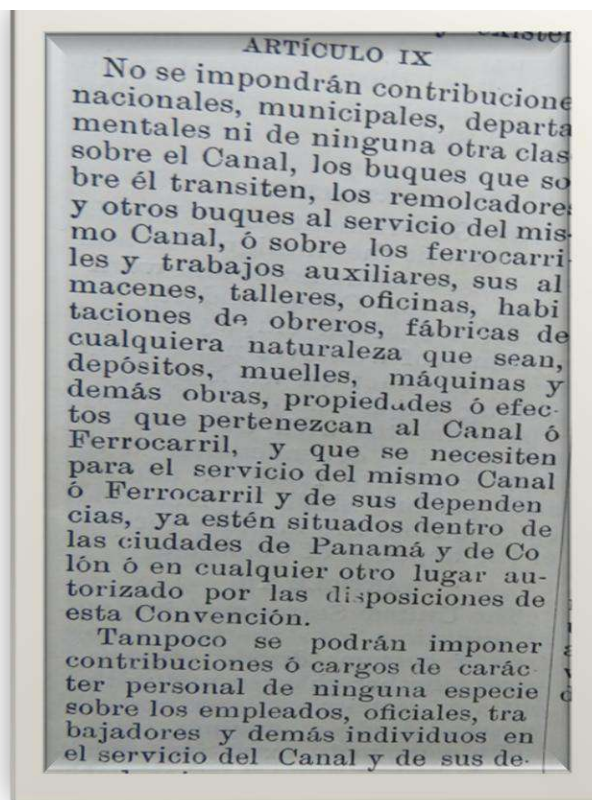 ARTÍCULO IX
No se impondrán contribucione
nacionales, municipales, departa
mentales ni de ninguna otra clas
sobre el Canal, los buques que so
bre él transiten, los remolcadores
y otros buques al servicio del mis-
mo Canal, ó sobre los ferrocarri
les y trabajos auxiliares, sus al
macenes, talleres, oficinas, habi
taciones de obreros, fábricas de
cualquiera naturaleza que sean,
depósitos, muelles, máquinas y
demás obras, propiedades ó efec-
tos que pertenezcan al Canal ó
Ferrocarril, y que se necesiten
para el servicio del mismo Canal
ó Ferrocarril y de sus dependen
cias, ya estén situados dentro de
las ciudades de Panamá y de Co
lón ó en cualquier otro lugar au-
torizado por las disposiciones de
esta Convención.
Tampoco se podrán imponer
contribuciones ó cargos de carác-
ter personal de ninguna especie
sobre los empleados, oficiales, tra
bajadores y demás individuos en
el servicio del Canal y de sus de-